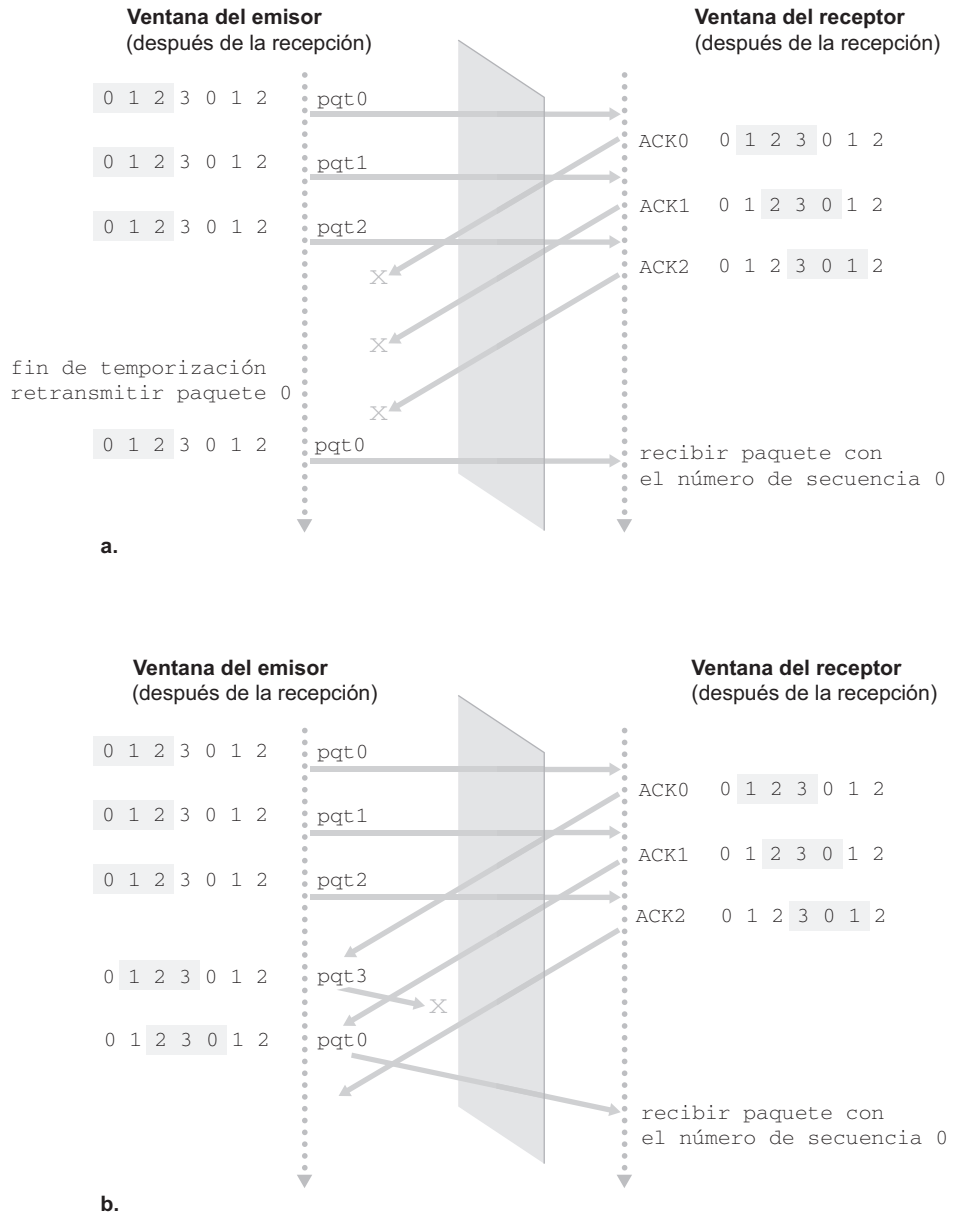 Ventana del emisor
(después de la recepción)
Ventana del receptor
(después de la recepción)
0 1 2 3 0 1 2
pqt0
ACK0 0 1 2 3 0 1 2
0 1 2 3 0 1 2
pqt1
ACK1 0 1 2 3 0 1 2
0 1 2 3 0 1 2
pqt2
ACK2 0 1 2 3 0 1 2
X
X
fin de temporización
retransmitir paquete 0
X
0 1 2 3 0 1 2
pqt0
recibir paquete con
el número de secuencia 0
a.
Ventana del emisor
(después de la recepción)
Ventana del receptor
(después de la recepción)
0 1 2 3 0 1 2
pqt0
ACK0 0 1 2 3 0 1 2
0 1 2 3 0 1 2
pqt1
ACK1 0 1 2 3 0 1 2
0 1 2 3 0 1 2
pqt2
ACK2 0 1 2 3 0 1 2
0 1 2 3 0 1 2
pqt3
X
0 1 2 3 0 1 2
pqt0
recibir paquete con
el número de secuencia 0
b.